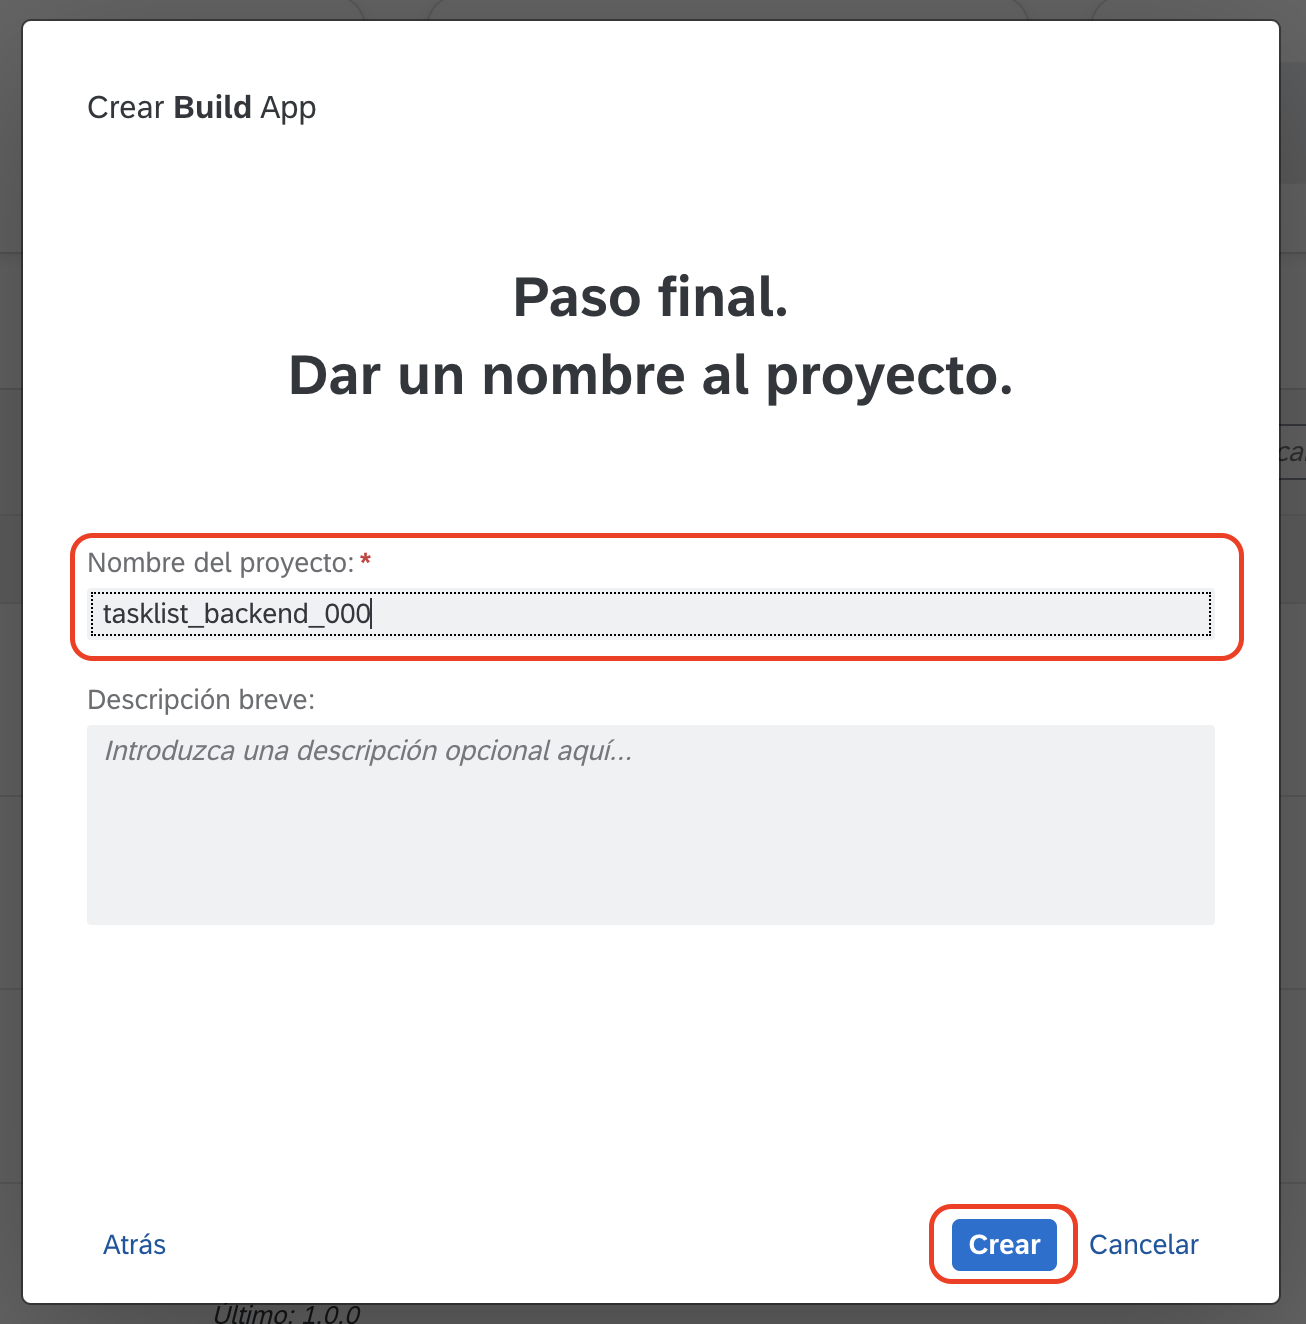 Crear Build App
Paso final.
Dar un nombre al proyecto.
Nombre del proyecto: *
tasklist_backend_000
Descripción breve:
Introduzca una descripción opcional aquí...
Atrás
Crear
Cancelar
Último: 1.0.0